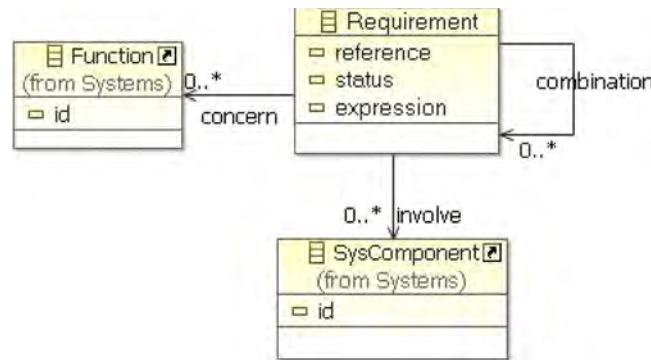 Requirement
reference
status
expression
Function
(from Systems)
id
0..*
concern
combination
0..*
0..*
involve
SysComponent
(from Systems)
id